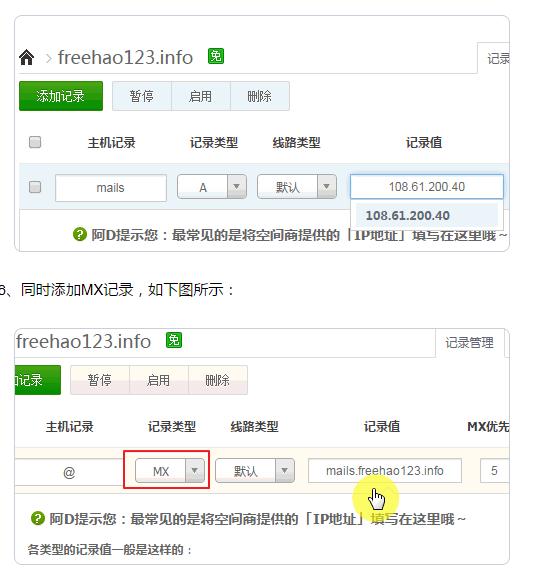 freehao123.info 免
记录
添加记录 暂停 启用 删除
主机记录 记录类型 线路类型 记录值
mails A 默认 108.61.200.40
108.61.200.40
阿D提示您：最常见的是将空间商提供的「IP地址」填写在这里哦～
6、同时添加MX记录，如下图所示：
freehao123.info 免
记录管理
记录 暂停 启用 删除
主机记录 记录类型 线路类型 记录值 MX优先
@ MX 默认 mails.freehao123.info 5
阿D提示您：最常见的是将空间商提供的「IP地址」填写在这里哦～
各类型的记录值一般是这样的：